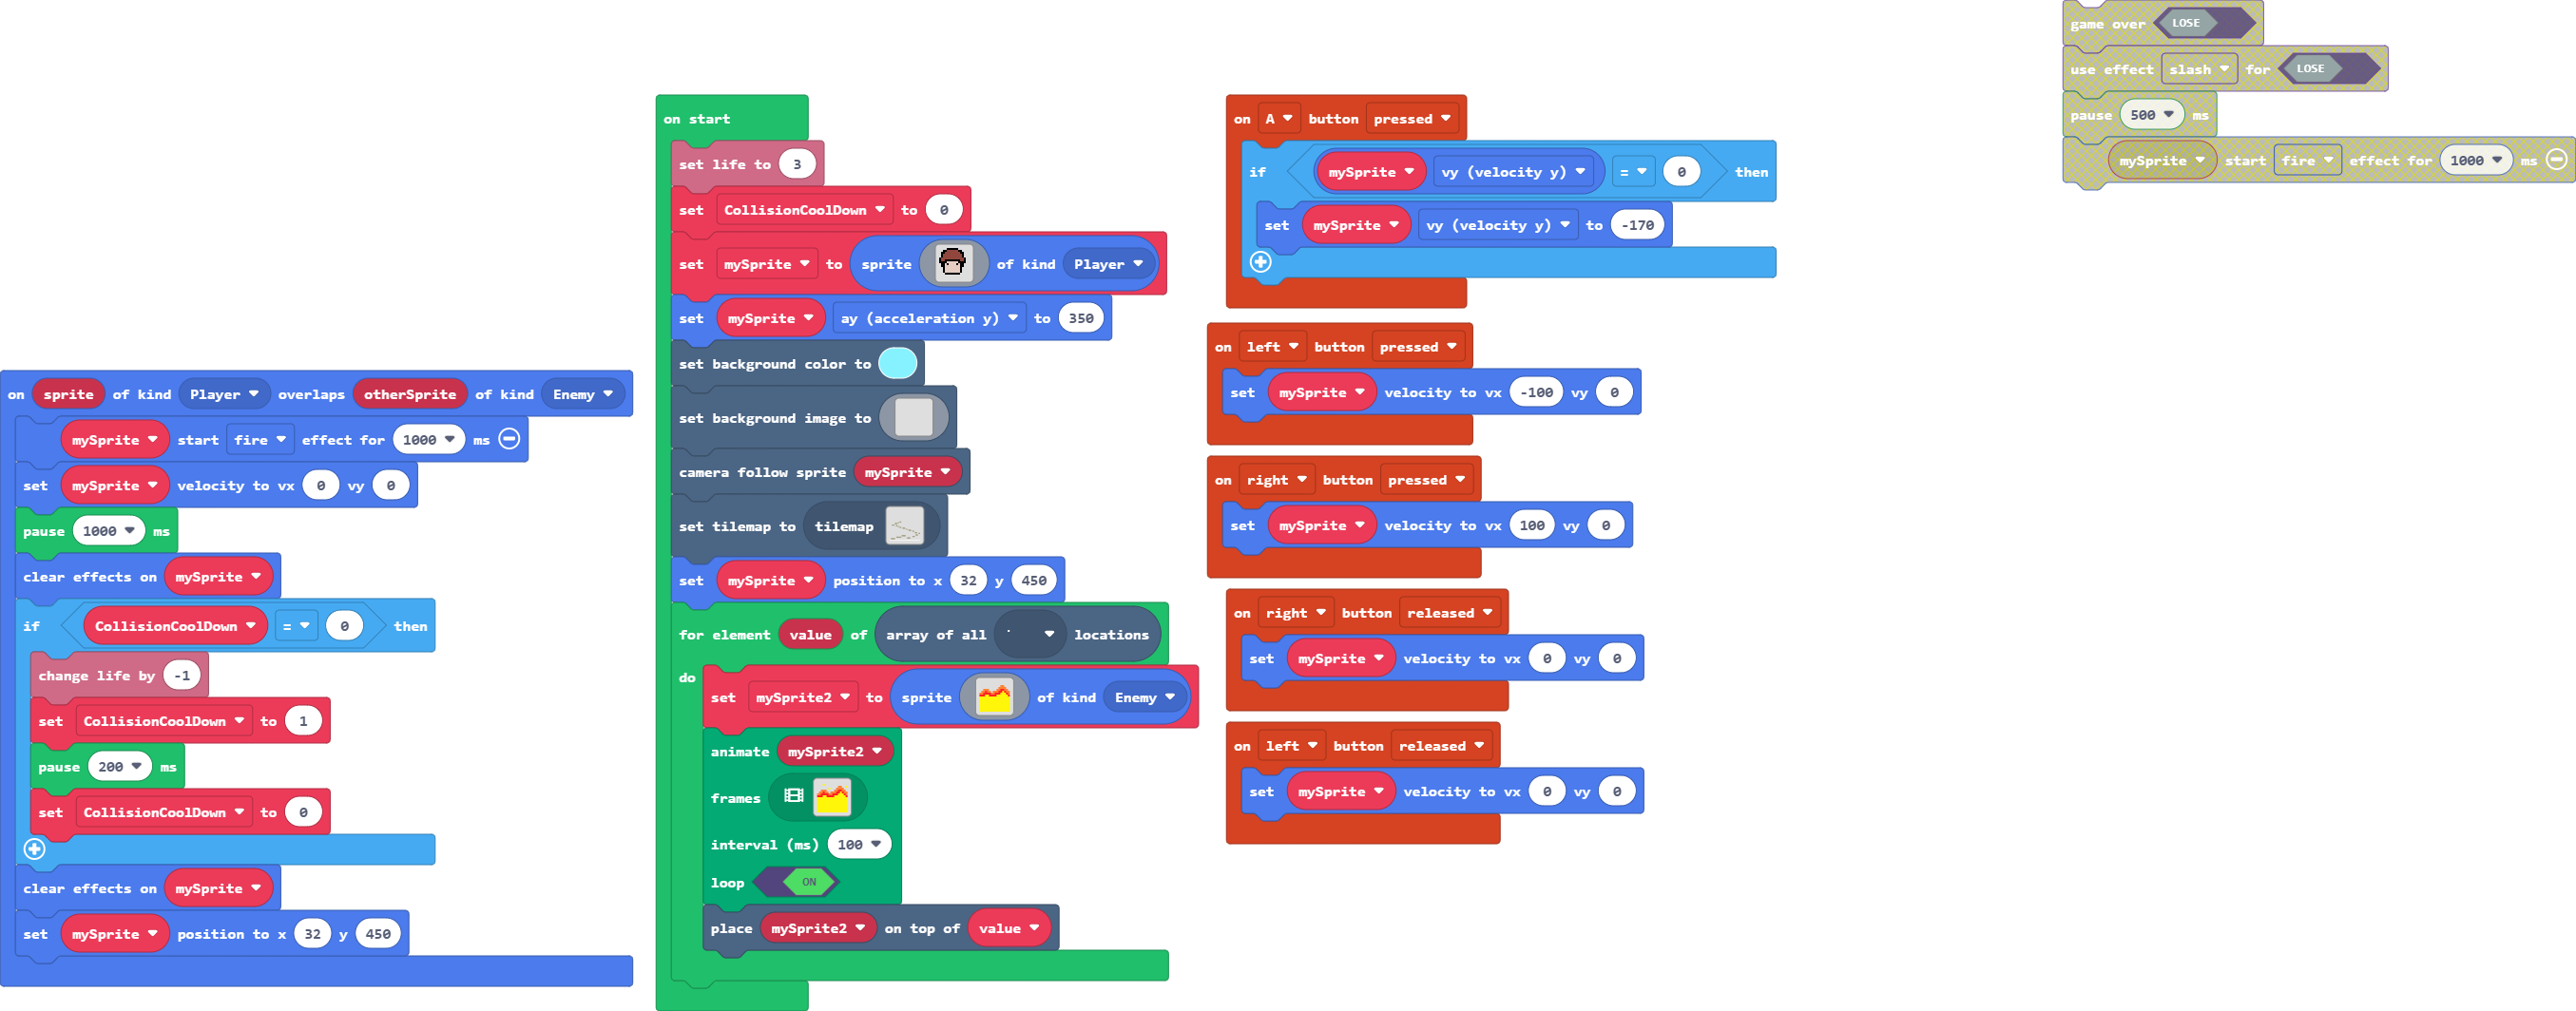 on sprite of kind Player overlaps otherSprite of kind Enemy
mySprite start fire effect for 1000 ms
set mySprite velocity to vx 0 vy 0
pause 1000 ms
clear effects on mySprite
if CollisionCoolDown = 0 then
change life by -1
set CollisionCoolDown to 1
pause 200 ms
set CollisionCoolDown to 0
clear effects on mySprite
set mySprite position to x 32 y 450
on start
set life to 3
set CollisionCoolDown to 0
set mySprite to sprite of kind Player
set mySprite ay (acceleration y) to 350
set background color to
set background image to
camera follow sprite mySprite
set tilemap to tilemap
set mySprite position to x 32 y 450
for element value of array of all locations
do
set mySprite2 to sprite of kind Enemy
animate mySprite2
frames
interval (ms) 100
loop ON
place mySprite2 on top of value
on A button pressed
if mySprite vy (velocity y) = 0 then
set mySprite vy (velocity y) to -170
on left button pressed
set mySprite velocity to vx -100 vy 0
on right button pressed
set mySprite velocity to vx 100 vy 0
on right button released
set mySprite velocity to vx 0 vy 0
on left button released
set mySprite velocity to vx 0 vy 0
game over LOSE
use effect slash for LOSE
pause 500 ms
mySprite start fire effect for 1000 ms